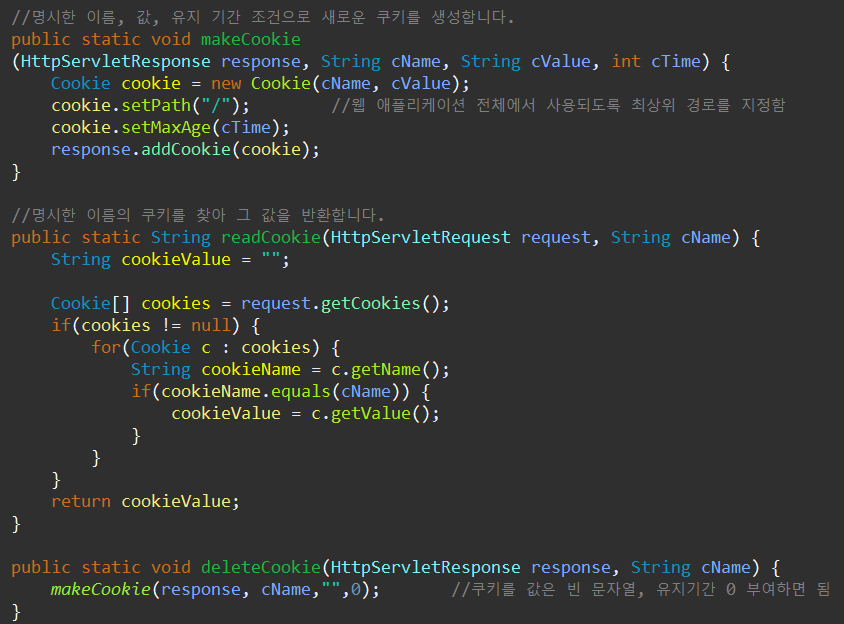 //명시한 이름, 값, 유지 기간 조건으로 새로운 쿠키를 생성합니다.
public static void makeCookie
(HttpServletResponse response, String cName, String cValue, int cTime) {
    Cookie cookie = new Cookie(cName, cValue);
    cookie.setPath("/");        //웹 애플리케이션 전체에서 사용되도록 최상위 경로를 지정함
    cookie.setMaxAge(cTime);
    response.addCookie(cookie);
}

//명시한 이름의 쿠키를 찾아 그 값을 반환합니다.
public static String readCookie(HttpServletRequest request, String cName) {
    String cookieValue = "";

    Cookie[] cookies = request.getCookies();
    if(cookies != null) {
        for(Cookie c : cookies) {
            String cookieName = c.getName();
            if(cookieName.equals(cName)) {
                cookieValue = c.getValue();
            }
        }
    }
    return cookieValue;
}

public static void deleteCookie(HttpServletResponse response, String cName) {
    makeCookie(response, cName,"",0);       //쿠키를 값은 빈 문자열, 유지기간 0 부여하면 됨
}